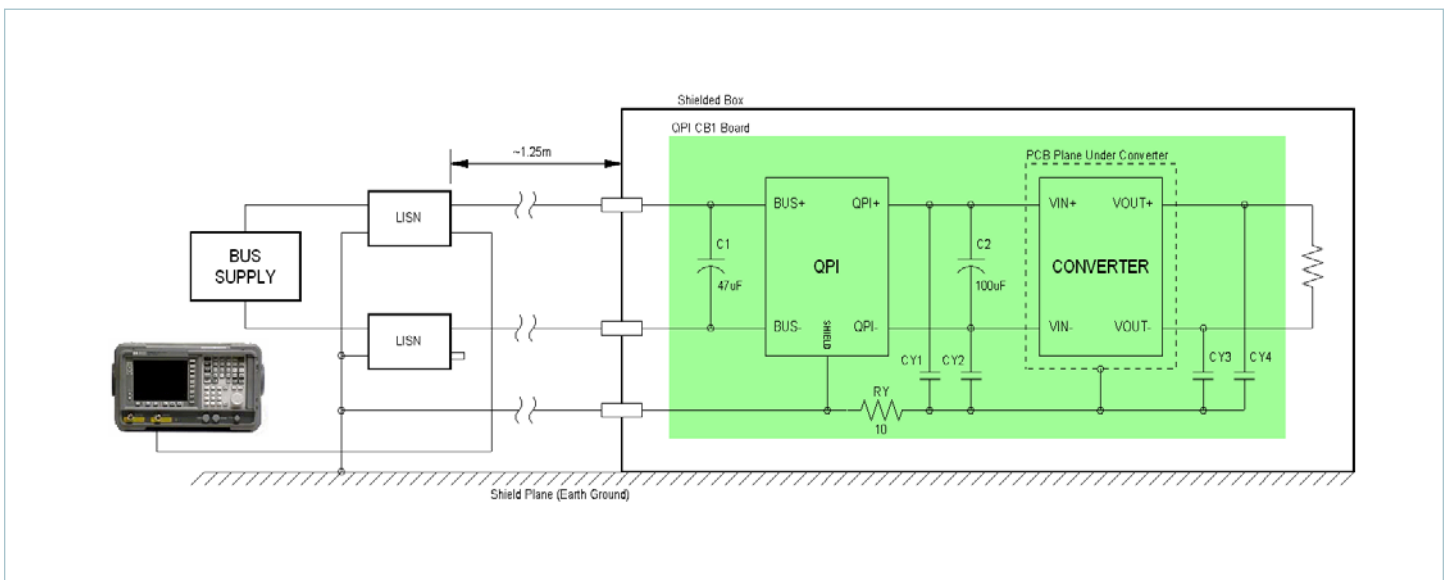 Shielded Box
QPI CB1 Board
~1.25m
PCB Plane Under Converter
LISN
BUS+
QPI+
VIN+
VOUT+
BUS
SUPPLY
C1
47uF
QPI
C2
100uF
CONVERTER
LISN
BUS-
SHIELD
QPI-
VIN-
VOUT-
CY1
CY2
CY3
CY4
RY
10
Shield Plane (Earth Ground)